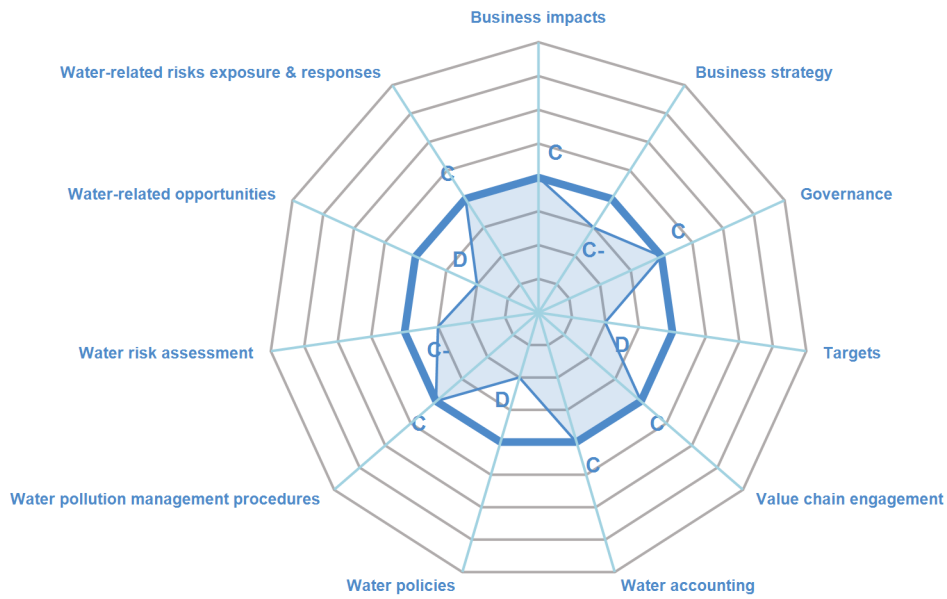 Business impacts
Water-related risks exposure & responses
Business strategy
C
C
Water-related opportunities
Governance
C
C-
D
Water risk assessment
C-
D
Targets
D
C
C
Water pollution management procedures
C
Value chain engagement
Water policies
Water accounting